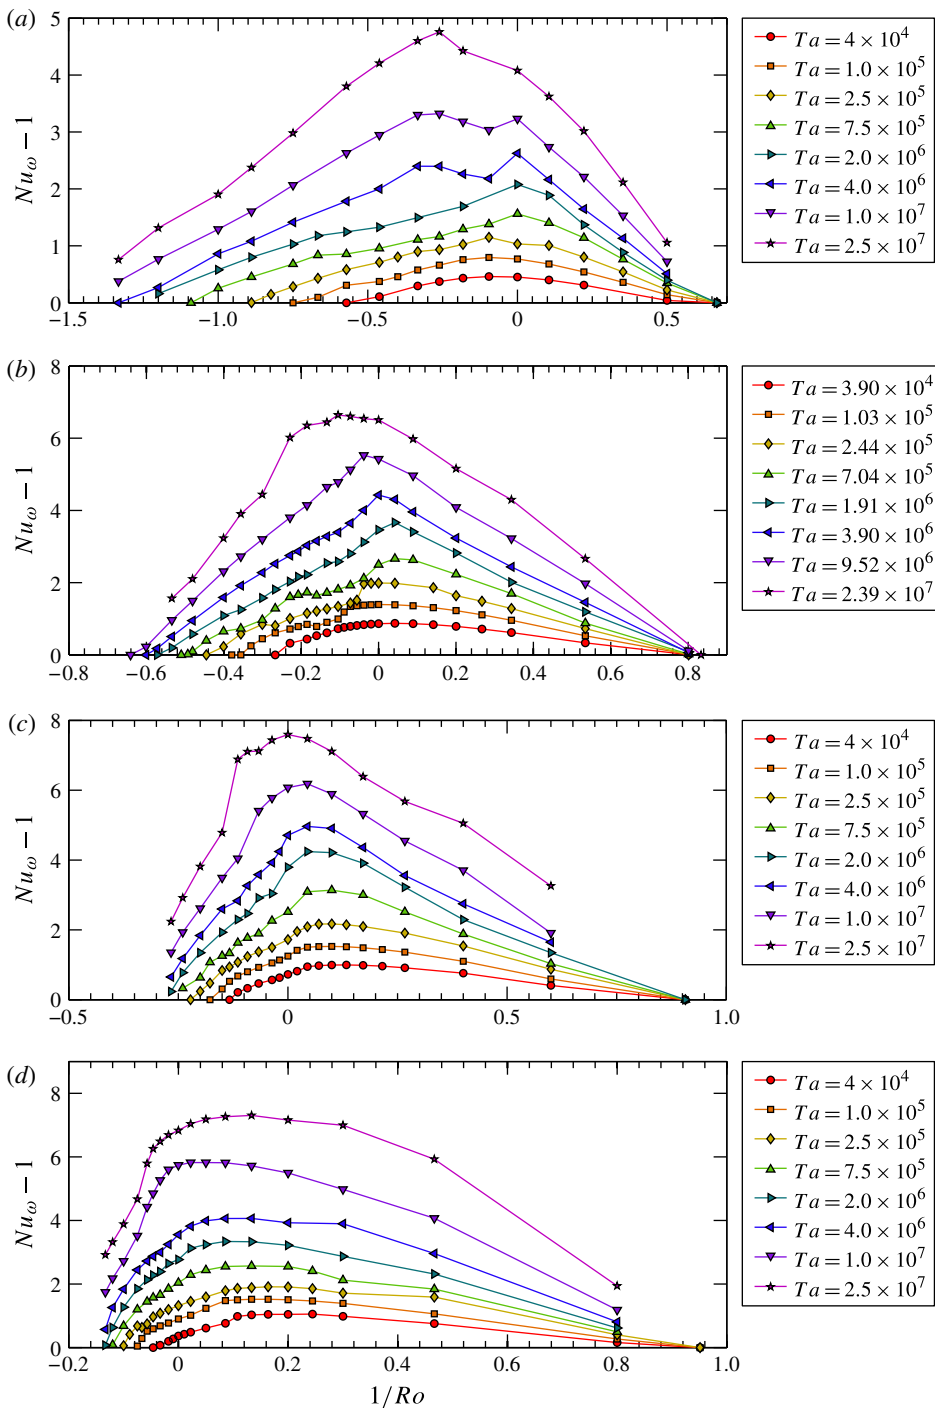 (a)
5
4
3
2
1
0
Nu_ω − 1
−1.5 −1.0 −0.5 0 0.5
Ta = 4 × 10^4
Ta = 1.0 × 10^5
Ta = 2.5 × 10^5
Ta = 7.5 × 10^5
Ta = 2.0 × 10^6
Ta = 4.0 × 10^6
Ta = 1.0 × 10^7
Ta = 2.5 × 10^7
(b)
8
6
4
2
0
Nu_ω − 1
−0.8 −0.6 −0.4 −0.2 0 0.2 0.4 0.6 0.8
Ta = 3.90 × 10^4
Ta = 1.03 × 10^5
Ta = 2.44 × 10^5
Ta = 7.04 × 10^5
Ta = 1.91 × 10^6
Ta = 3.90 × 10^6
Ta = 9.52 × 10^6
Ta = 2.39 × 10^7
(c)
8
6
4
2
0
Nu_ω − 1
−0.5 0 0.5 1.0
Ta = 4 × 10^4
Ta = 1.0 × 10^5
Ta = 2.5 × 10^5
Ta = 7.5 × 10^5
Ta = 2.0 × 10^6
Ta = 4.0 × 10^6
Ta = 1.0 × 10^7
Ta = 2.5 × 10^7
(d)
8
6
4
2
0
Nu_ω − 1
−0.2 0 0.2 0.4 0.6 0.8 1.0
1/Ro
Ta = 4 × 10^4
Ta = 1.0 × 10^5
Ta = 2.5 × 10^5
Ta = 7.5 × 10^5
Ta = 2.0 × 10^6
Ta = 4.0 × 10^6
Ta = 1.0 × 10^7
Ta = 2.5 × 10^7